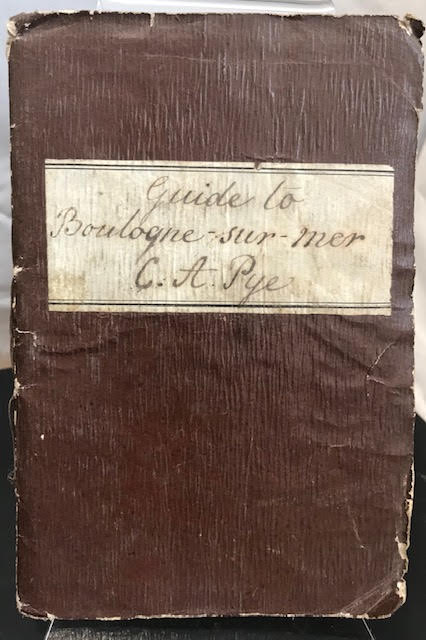 Guide to
Boulogne-sur-mer
C. A. Pye